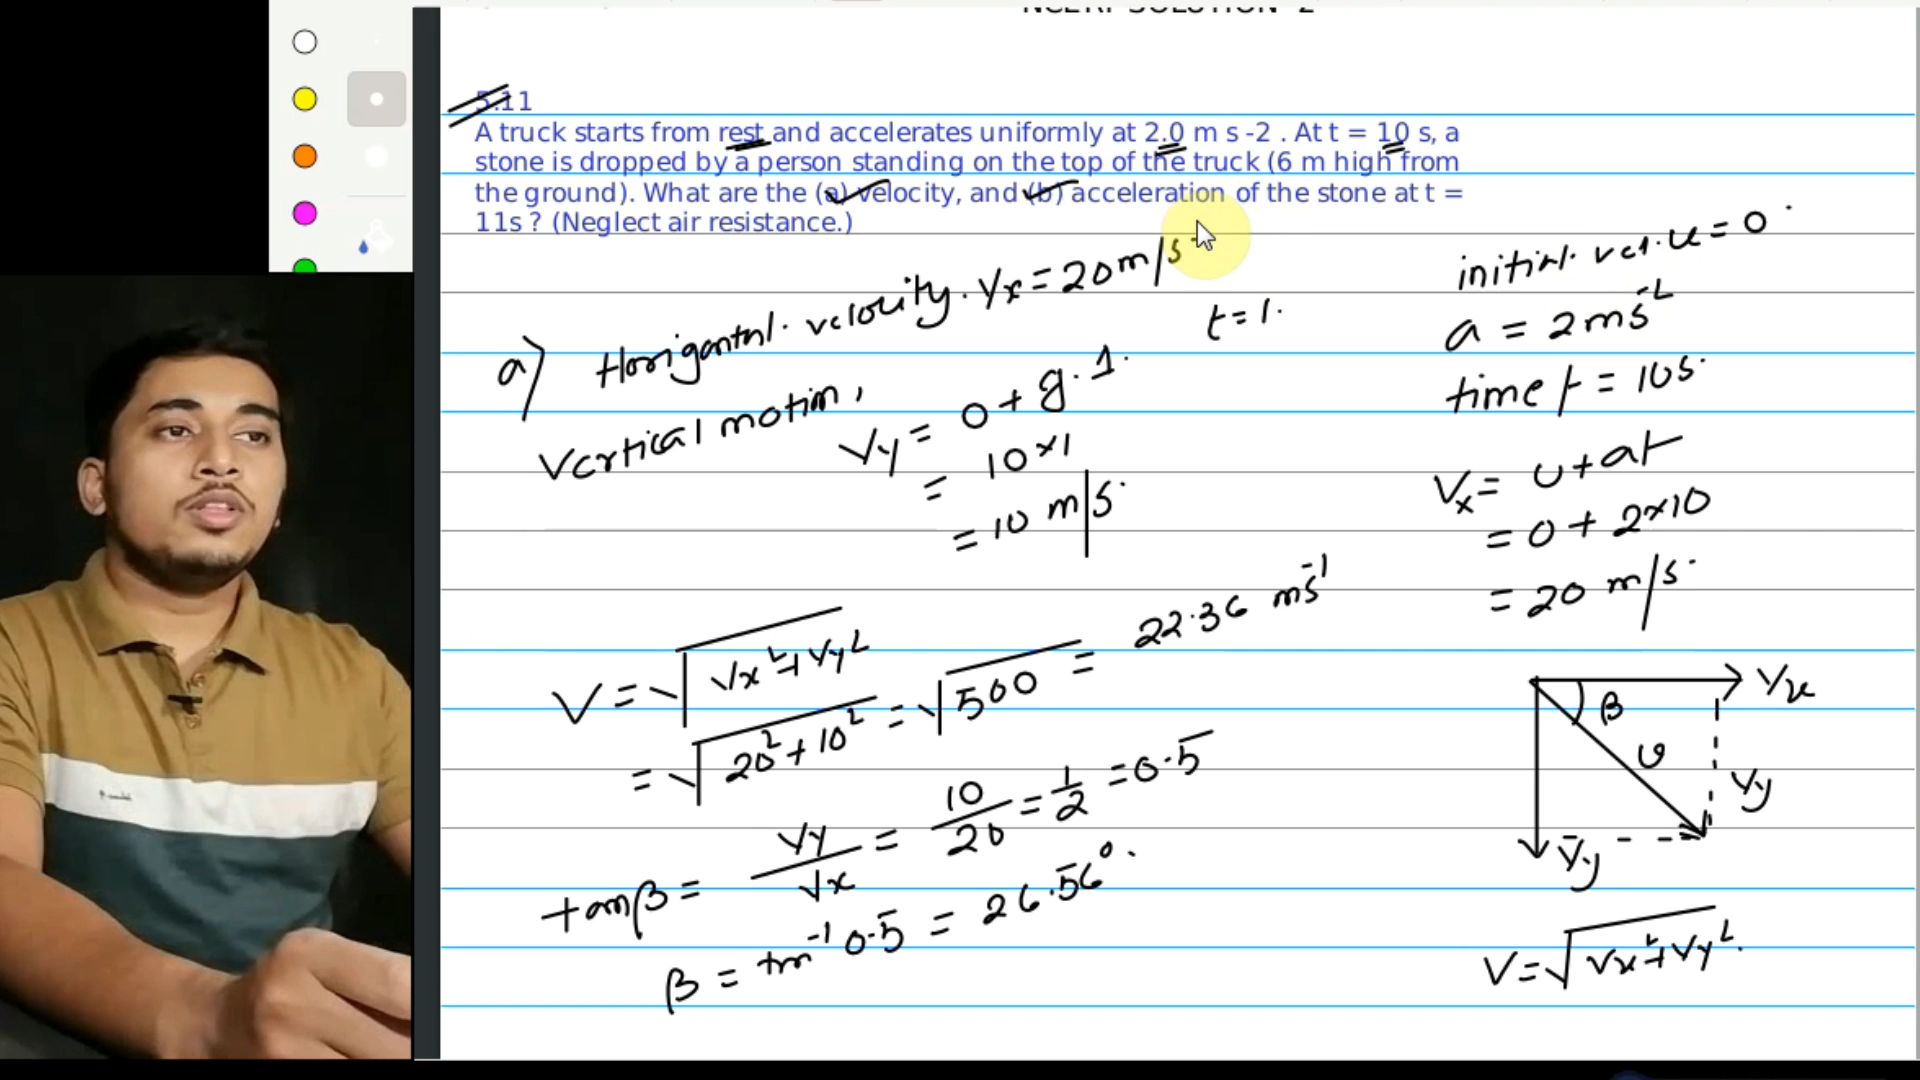 NCERT SOLUTION -2
5.11
A truck starts from rest and accelerates uniformly at 2.0 m s -2 . At t = 10 s, a
stone is dropped by a person standing on the top of the truck (6 m high from
the ground). What are the (a) velocity, and (b) acceleration of the stone at t =
11s ? (Neglect air resistance.)
a) Horizontal. velocity. Vx = 20 m/s
t = 1.
Vertical motion,
Vy = 0 + g. 1.
= 10 × 1
= 10 m/s.
V = √Vx² + Vy²
= √20² + 10² = √500 = 22.36 ms⁻¹
tanβ = Vy/Vx = 10/20 = 1/2 = 0.5
β = tan⁻¹ 0.5 = 26.56°.
initial. vel. u = 0
a = 2 ms⁻²
time t = 10s.
Vx = u + at
= 0 + 2×10
= 20 m/s.
Vx
β
υ
Vy
Vy
V = √Vx² + Vy².